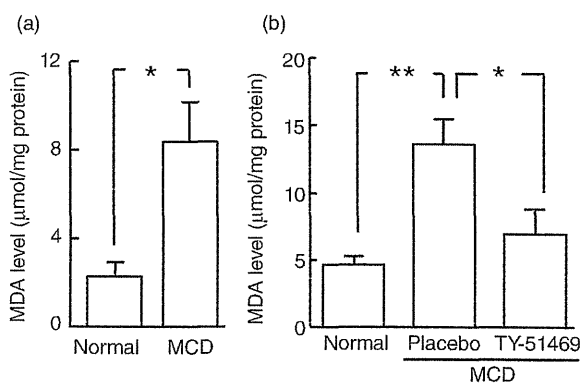 (a)
MDA level (μmol/mg protein)
12
8
4
0
*
Normal MCD
(b)
MDA level (μmol/mg protein)
20
15
10
5
0
** *
Normal Placebo TY-51469
MCD